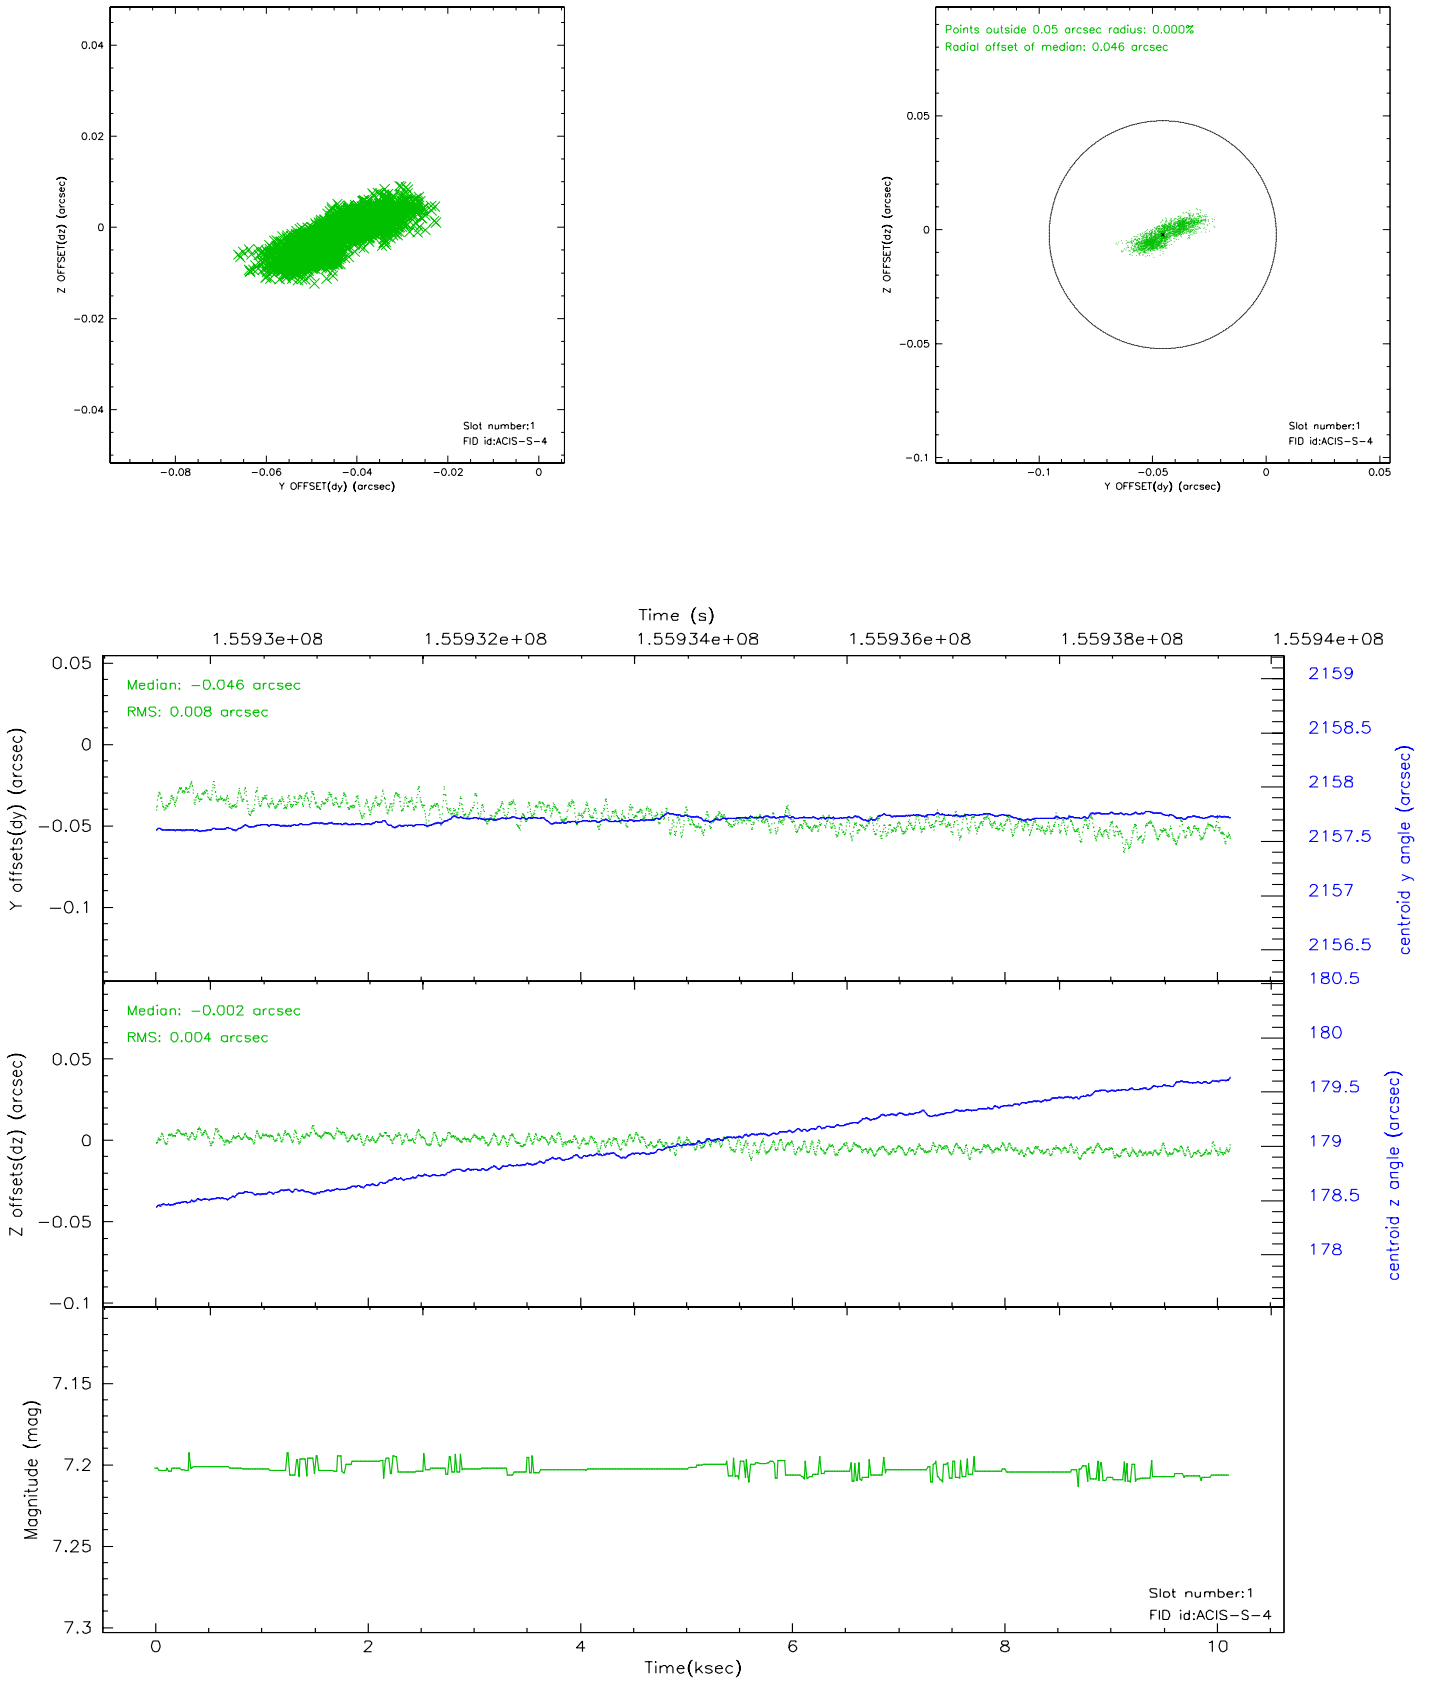 0.04
0.02
0
-0.02
-0.04
Z OFFSET(dz) (arcsec)
Slot number:1
FID id:ACIS-S-4
-0.08 -0.06 -0.04 -0.02 0
Y OFFSET(dy) (arcsec)
Points outside 0.05 arcsec radius: 0.000%
Radial offset of median: 0.046 arcsec
0.05
0
-0.05
-0.1
Z OFFSET(dz) (arcsec)
Slot number:1
FID id:ACIS-S-4
-0.1 -0.05 0 0.05
Y OFFSET(dy) (arcsec)
Time (s)
1.5593e+08 1.55932e+08 1.55934e+08 1.55936e+08 1.55938e+08 1.5594e+08
0.05
0
-0.05
-0.1
Y offsets(dy) (arcsec)
Median: -0.046 arcsec
RMS: 0.008 arcsec
2159
2158.5
2158
2157.5
2157
2156.5
centroid y angle (arcsec)
0.05
0
-0.05
-0.1
Z offsets(dz) (arcsec)
Median: -0.002 arcsec
RMS: 0.004 arcsec
180.5
180
179.5
179
178.5
178
centroid z angle (arcsec)
7.15
7.2
7.25
7.3
Magnitude (mag)
Slot number:1
FID id:ACIS-S-4
0 2 4 6 8 10
Time(ksec)